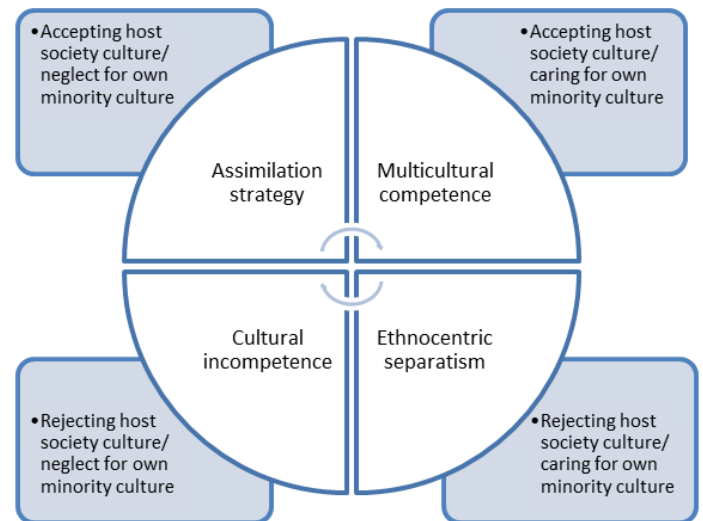 •Accepting host
society culture/
neglect for own
minority culture
•Accepting host
society culture/
caring for own
minority culture
Assimilation
strategy
Multicultural
competence
Cultural
incompetence
Ethnocentric
separatism
•Rejecting host
society culture/
neglect for own
minority culture
•Rejecting host
society culture/
caring for own
minority culture